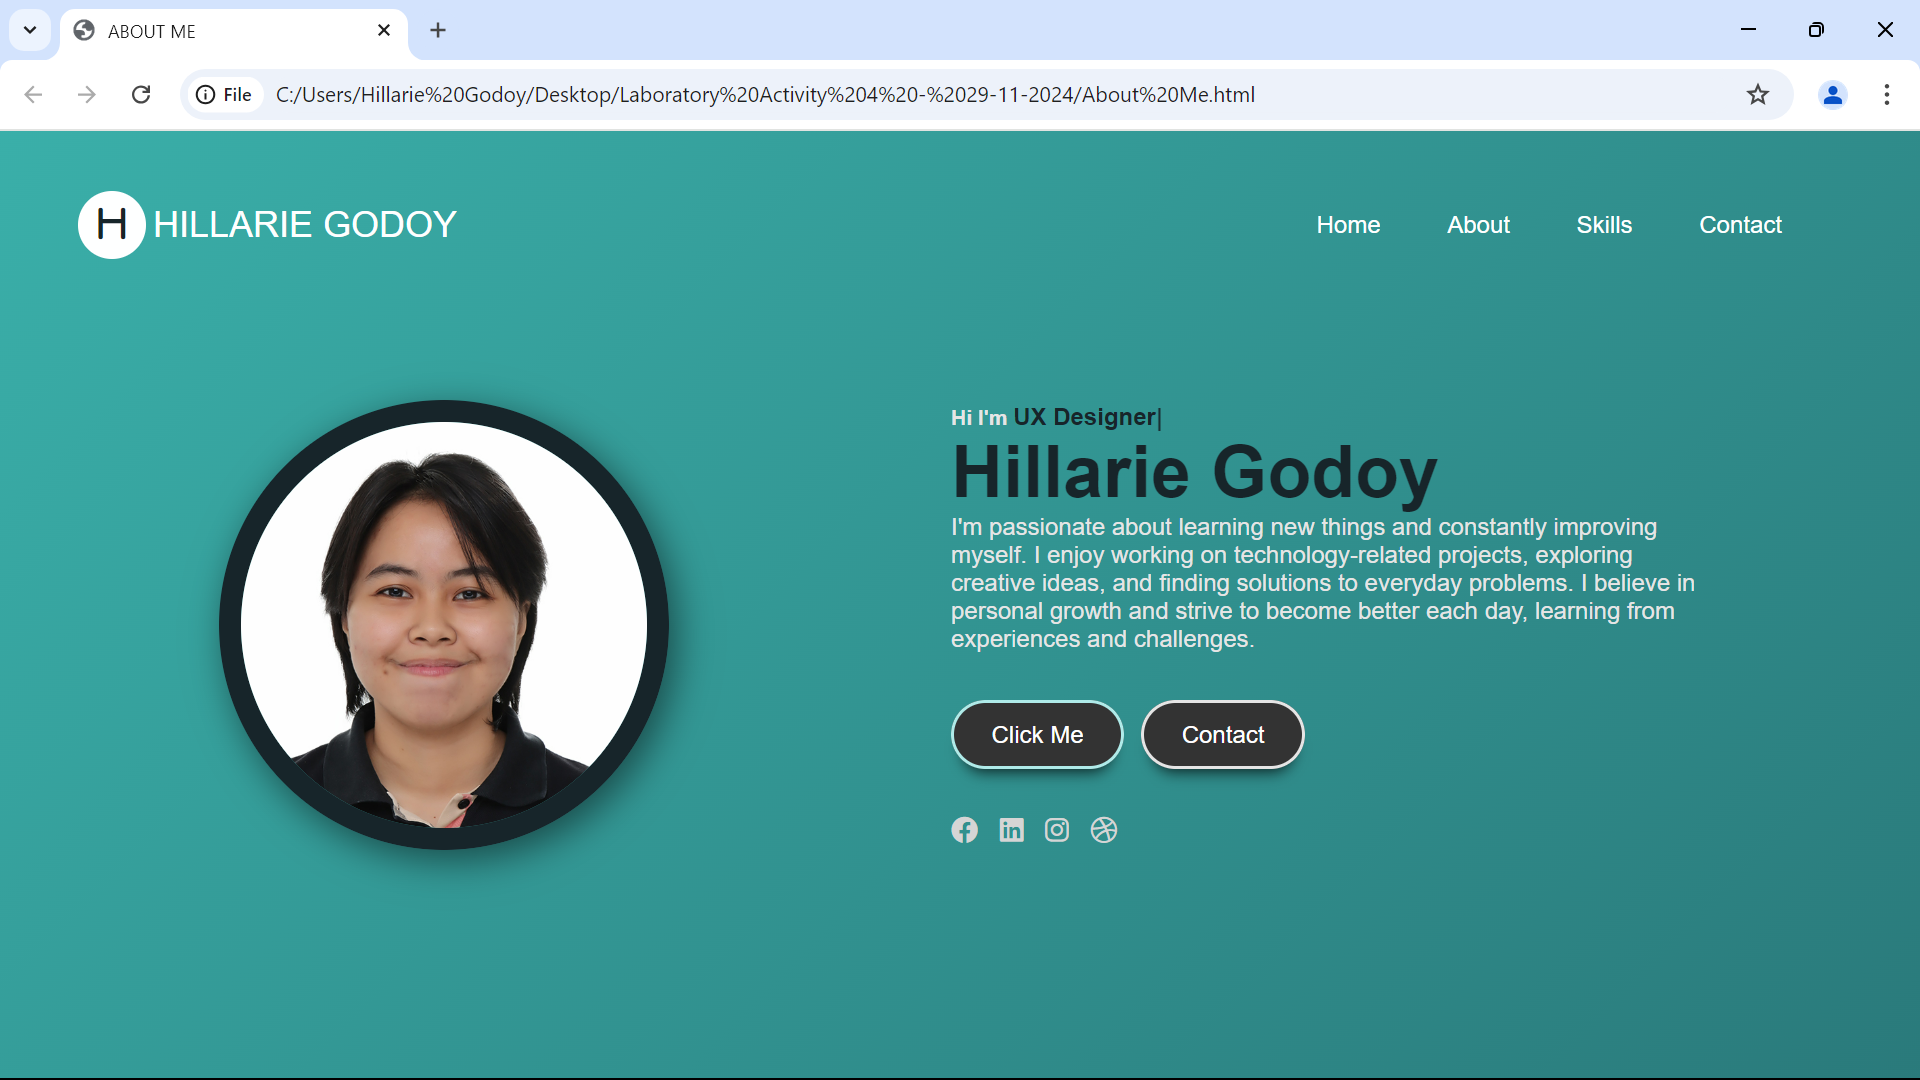 ABOUT ME
File C:/Users/Hillarie%20Godoy/Desktop/Laboratory%20Activity%204%20-%2029-11-2024/About%20Me.html
H HILLARIE GODOY
Home About Skills Contact
Hi I'm UX Designer|
Hillarie Godoy
I'm passionate about learning new things and constantly improving
myself. I enjoy working on technology-related projects, exploring
creative ideas, and finding solutions to everyday problems. I believe in
personal growth and strive to become better each day, learning from
experiences and challenges.
Click Me Contact